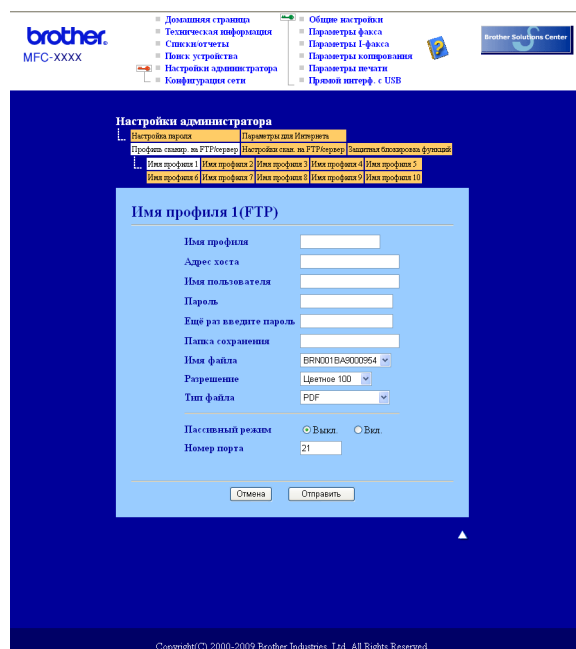 brother.
MFC-XXXX
Домашняя страница
Техническая информация
Списки/отчеты
Поиск устройства
Настройки администратора
Конфигурация сети
Общие настройки
Параметры факса
Параметры I-факса
Параметры копирования
Параметры печати
Прямой интерф. с USB
Brother Solutions Center
Настройки администратора
Настройка пароля Параметры для Интернета
Профиль сканир. на FTP/сервер Настройки скан. на FTP/сервер Защитная блокировка функций
Имя профиля 1 Имя профиля 2 Имя профиля 3 Имя профиля 4 Имя профиля 5
Имя профиля 6 Имя профиля 7 Имя профиля 8 Имя профиля 9 Имя профиля 10
Имя профиля 1(FTP)
Имя профиля
Адрес хоста
Имя пользователя
Пароль
Ещё раз введите пароль
Папка сохранения
Имя файла BRN001BA9000954
Разрешение Цветное 100
Тип файла PDF
Пассивный режим Выкл. Вкл.
Номер порта 21
Отмена Отправить
Copyright(C) 2000-2009 Brother Industries, Ltd. All Rights Reserved.